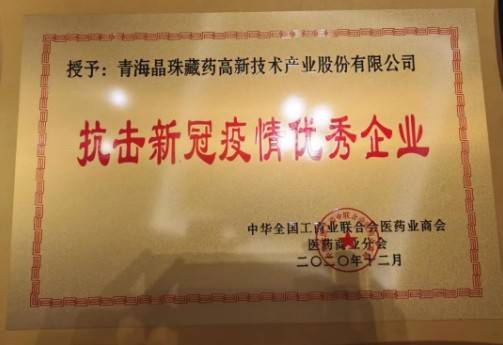 授予：青海晶珠藏药高新技术产业股份有限公司
抗击新冠疫情优秀企业
中华全国工商业联合会医药业商会
医药商业分会
二〇二〇年十二月